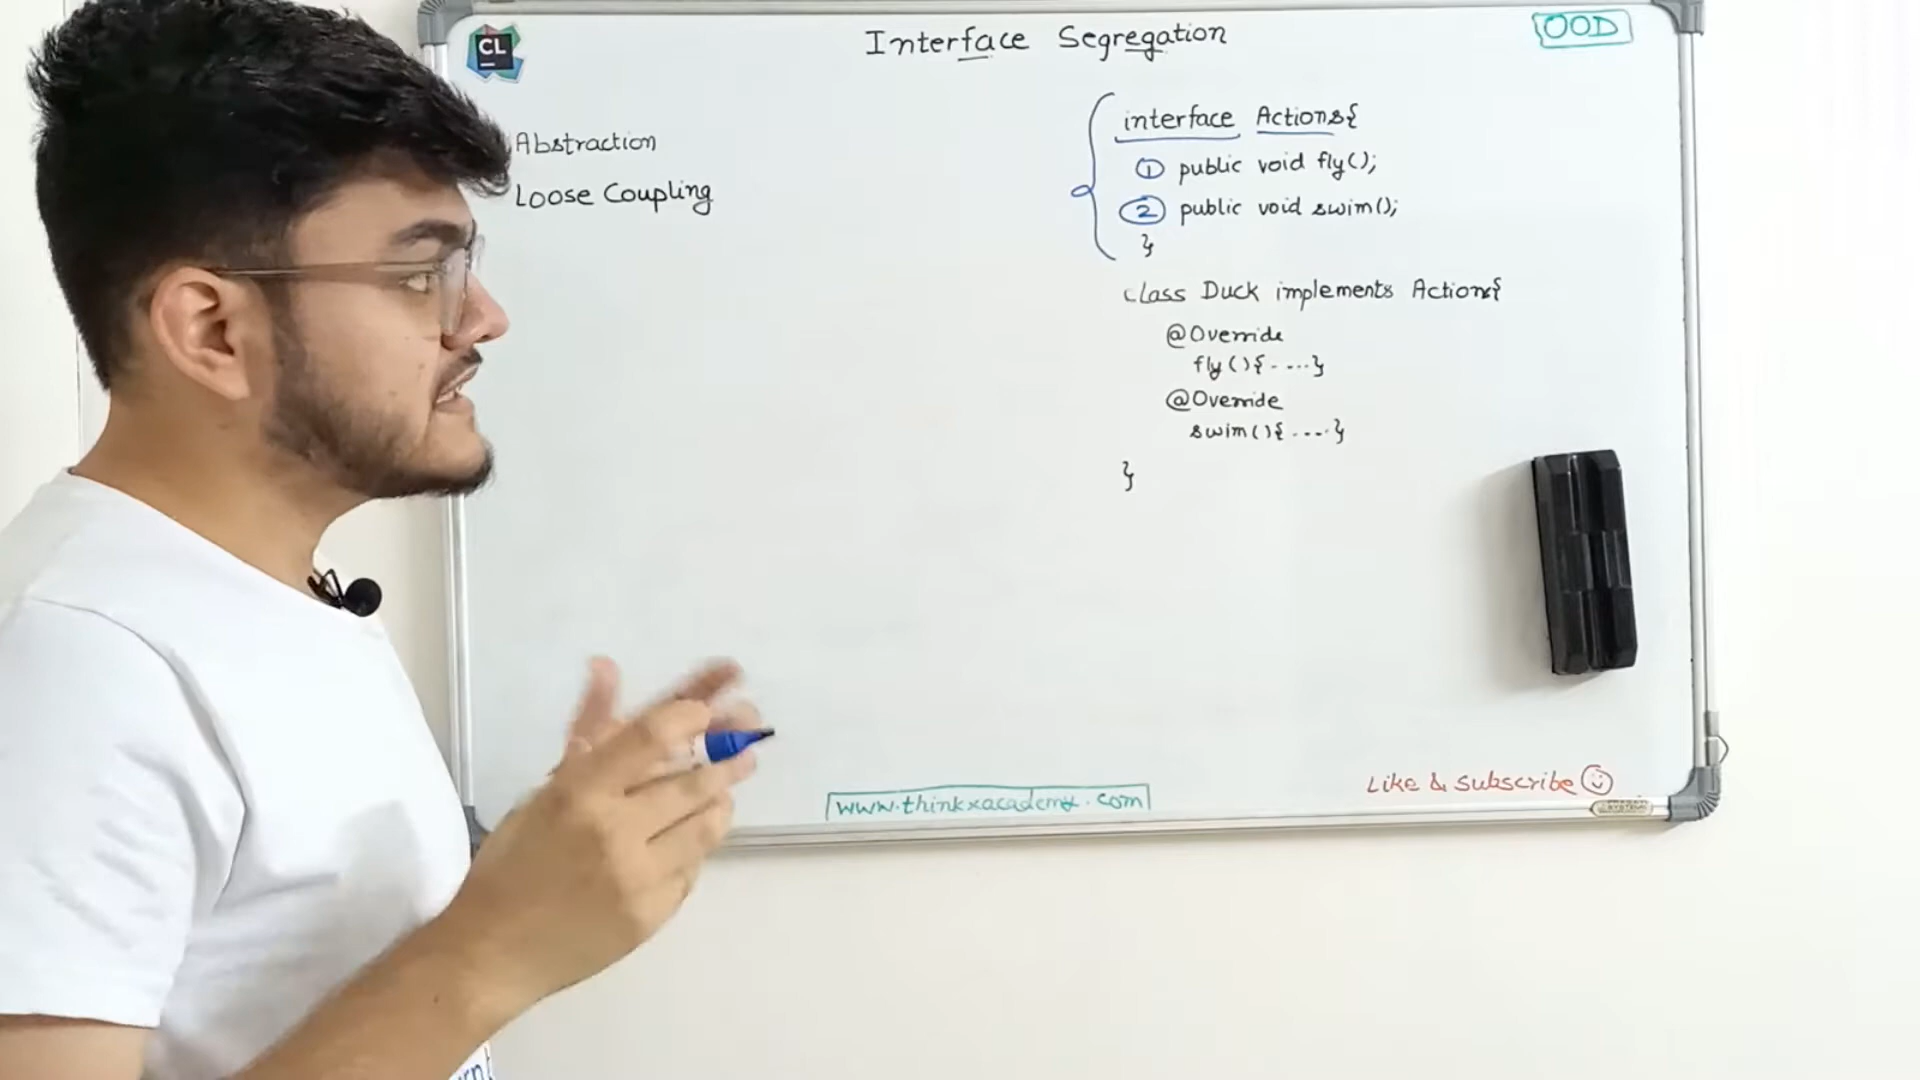 CL
Interface Segregation
OOD
Abstraction
Loose Coupling
interface Actions{
1 public void fly();
2 public void swim();
}
class Duck implements Actions{
@Override
fly(){-....}
@Override
swim(){....}
}
www.thinkxacademy.com
Like & Subscribe